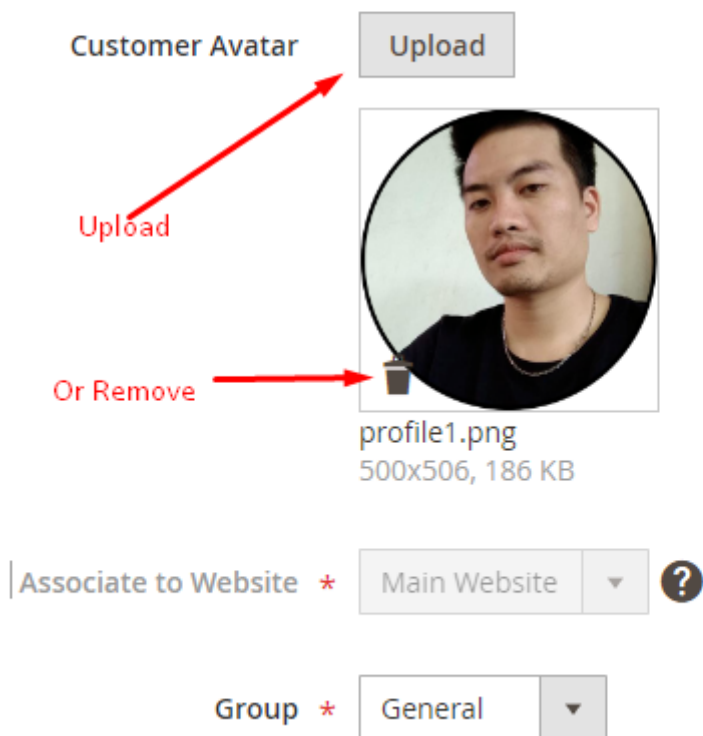 Customer Avatar Upload
Upload
Or Remove
profile1.png
500x506, 186 KB
Associate to Website * Main Website ?
Group * General